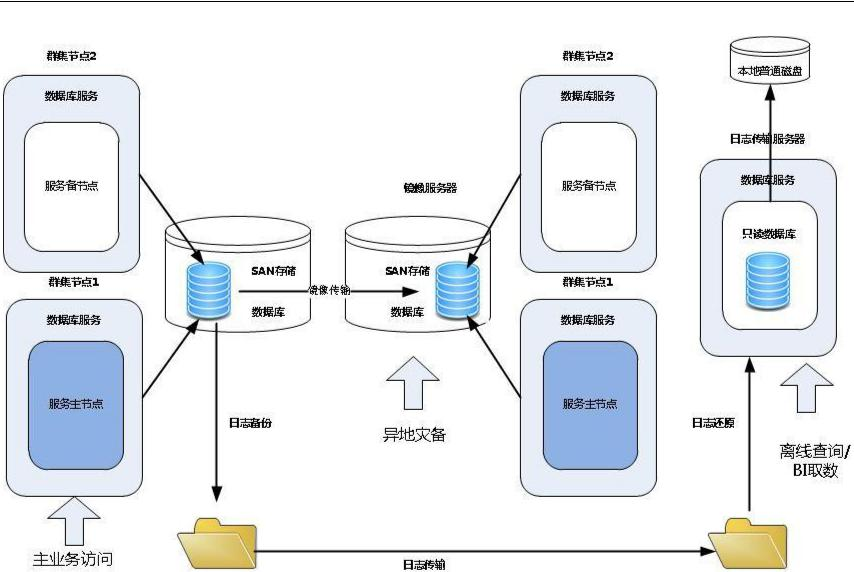 群集节点2
数据库服务
服务备节点
群集节点1
数据库服务
服务主节点
主业务访问
SAN存储
数据库
镜像传输
日志备份
镜像服务器
SAN存储
数据库
异地灾备
群集节点2
数据库服务
服务备节点
群集节点1
数据库服务
服务主节点
日志传输
本地普通磁盘
日志传输服务器
数据库服务
只读数据库
日志还原
离线查询/
BI取数